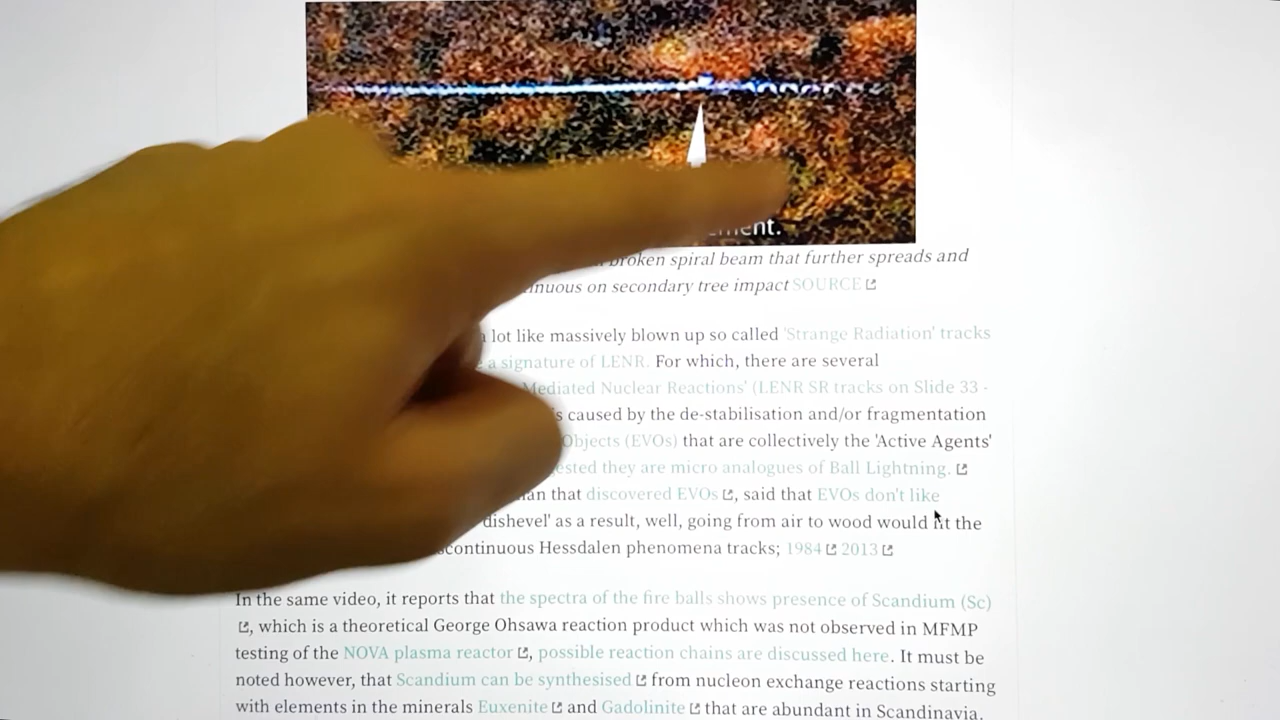 broken spiral beam that further spreads and
on secondary tree impact SOURCE
lot like massively blown up so called 'Strange Radiation' tracks
a signature of LENR. For which, there are several
Mediated Nuclear Reactions' (LENR SR tracks on Slide 33 -
caused by the de-stabilisation and/or fragmentation
Objects (EVOs) that are collectively the 'Active Agents'
they are micro analogues of Ball Lightning.
that discovered EVOs, said that EVOs don't like
dishevel' as a result, well, going from air to wood would fit the
Hessdalen phenomena tracks; 1984 2013
In the same video, it reports that the spectra of the fire balls shows presence of Scandium (Sc)
, which is a theoretical George Ohsawa reaction product which was not observed in MFMP
testing of the NOVA plasma reactor, possible reaction chains are discussed here. It must be
noted however, that Scandium can be synthesised from nucleon exchange reactions starting
with elements in the minerals Euxenite and Gadolinite that are abundant in Scandinavia.